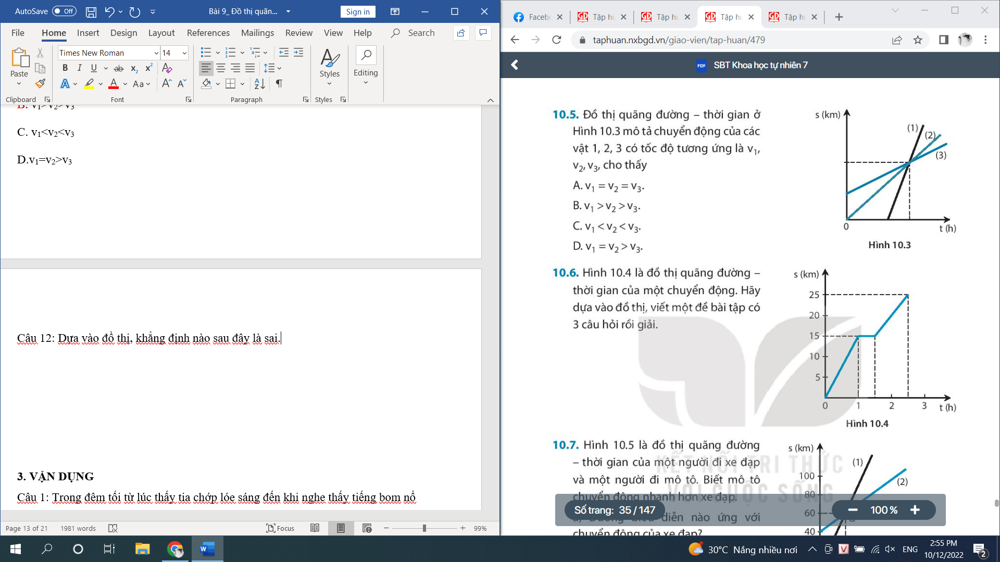 AutoSave Off Bài 9_ Đồ thị quãn... Sign in
File Home Insert Design Layout References Mailings Review View Help Search
Times New Roman 14
Paste Styles Editing
Clipboard Font Paragraph Styles
B. v₁>v₂>v₃
C. v₁<v₂<v₃
D.v₁=v₂>v₃
Câu 12: Dựa vào đồ thị, khẳng định nào sau đây là sai.
3. VẬN DỤNG
Câu 1: Trong đêm tối từ lúc thấy tia chớp lóe sáng đến khi nghe thấy tiếng bom nổ
Page 13 of 21 1981 words Focus 99%
Facebo Tập hu Tập hu Tập hu Tập hu
taphuan.nxbgd.vn/giao-vien/tap-huan/479
PDF SBT Khoa học tự nhiên 7
10.5. Đồ thị quãng đường – thời gian ở
Hình 10.3 mô tả chuyển động của các
vật 1, 2, 3 có tốc độ tương ứng là v₁,
v₂, v₃, cho thấy
A. v₁ = v₂ = v₃.
B. v₁ > v₂ > v₃.
C. v₁ < v₂ < v₃.
D. v₁ = v₂ > v₃.
s (km)
(1)
(2)
(3)
0
t (h)
Hình 10.3
10.6. Hình 10.4 là đồ thị quãng đường –
thời gian của một chuyển động. Hãy
dựa vào đồ thị, viết một đề bài tập có
3 câu hỏi rồi giải.
s (km)
25
20
15
10
5
0 1 2 3 t (h)
Hình 10.4
10.7. Hình 10.5 là đồ thị quãng đường
– thời gian của một người đi xe đạp
và một người đi mô tô. Biết mô tô
chuyển động nhanh hơn xe đạp.
a) Đường biểu diễn nào ứng với
chuyển động của xe đạp?
s (km)
(1)
(2)
100
80
60
40
KẾT NỐI TRI THỨC
VỚI CUỘC SỐNG
Số trang: 35 / 147
100 %
30°C Nắng nhiều nơi ENG 2:55 PM
10/12/2022 2